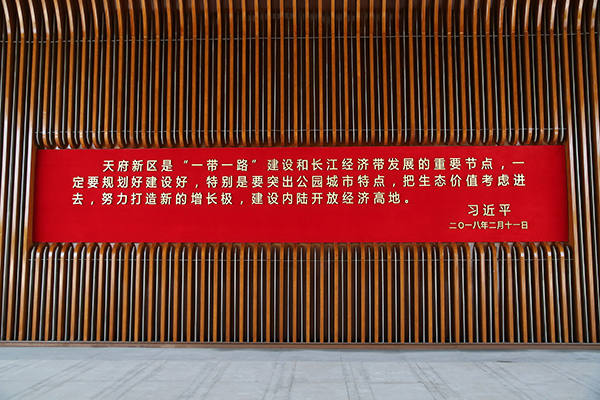 天府新区是“一带一路”建设和长江经济带发展的重要节点，一
定要规划好建设好，特别是要突出公园城市特点，把生态价值考虑进
去，努力打造新的增长极，建设内陆开放经济高地。
习近平
二〇一八年二月十一日